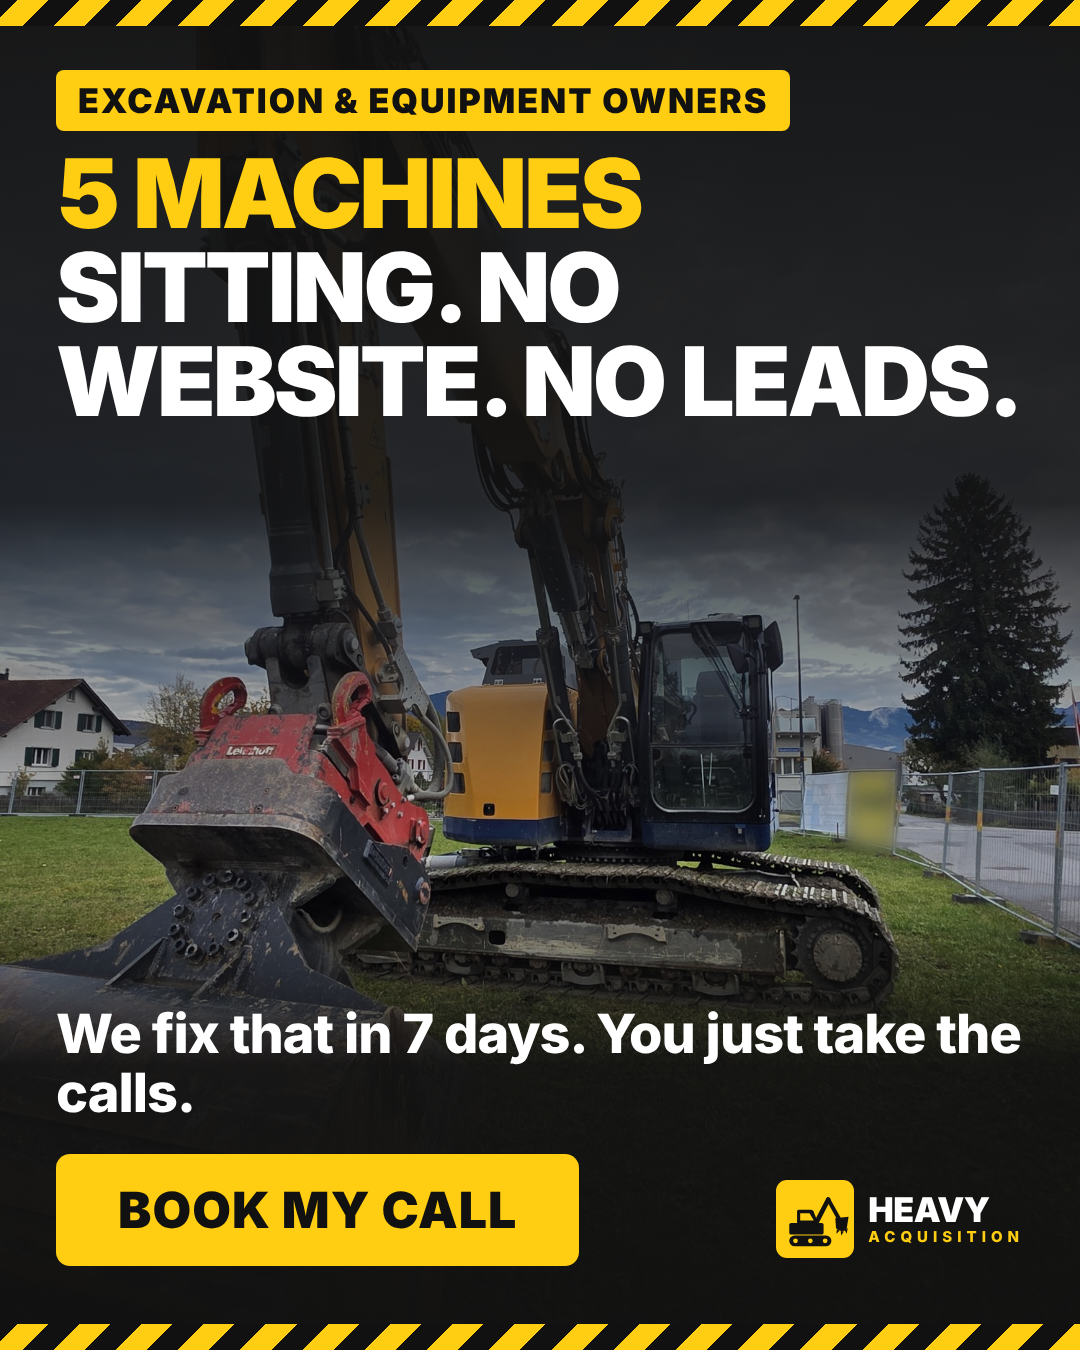 EXCAVATION & EQUIPMENT OWNERS
5 MACHINES
SITTING. NO
WEBSITE. NO LEADS.
We fix that in 7 days. You just take the
calls.
BOOK MY CALL
HEAVY
ACQUISITION